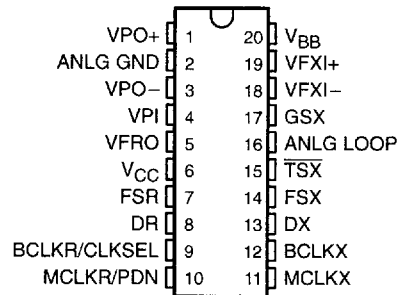 VPO+ 1 20 VBB
ANLG GND 2 19 VFXI+
VPO− 3 18 VFXI−
VPI 4 17 GSX
VFRO 5 16 ANLG LOOP
VCC 6 15 TSX
FSR 7 14 FSX
DR 8 13 DX
BCLKR/CLKSEL 9 12 BCLKX
MCLKR/PDN 10 11 MCLKX